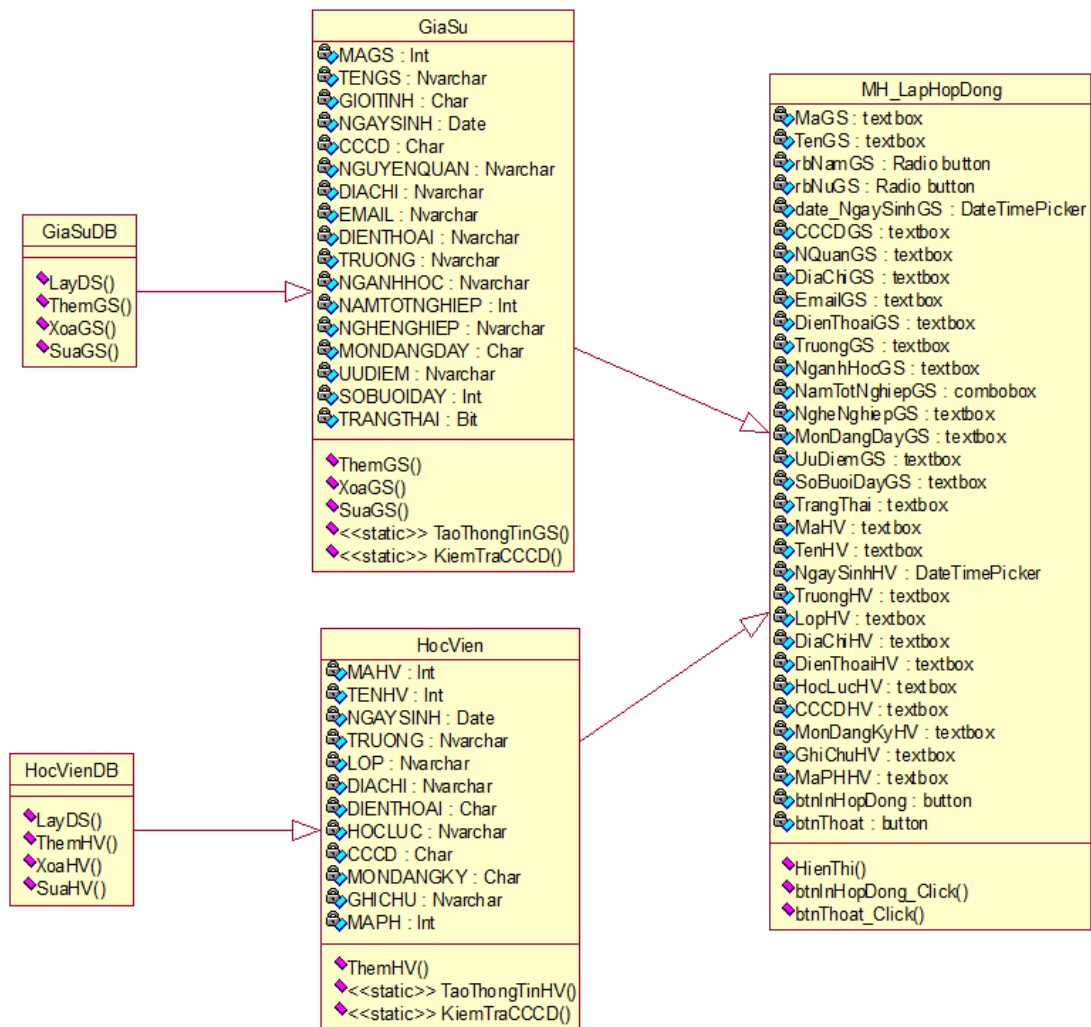 GiaSu
MAGS : Int
TENGS : Nvarchar
GIOITINH : Char
NGAYSINH : Date
CCCD : Char
NGUYENQUAN : Nvarchar
DIACHI : Nvarchar
EMAIL : Nvarchar
DIENTHOAI : Nvarchar
TRUONG : Nvarchar
NGANHHOC : Nvarchar
NAMTOTNGHIEP : Int
NGHENGHIEP : Nvarchar
MONDANGDAY : Char
UUDIEM : Nvarchar
SOBUOIDAY : Int
TRANGTHAI : Bit
ThemGS()
XoaGS()
SuaGS()
<<static>> TaoThongTinGS()
<<static>> KiemTraCCCD()
GiaSuDB
LayDS()
ThemGS()
XoaGS()
SuaGS()
MH_LapHopDong
MaGS : textbox
TenGS : textbox
rbNamGS : Radio button
rbNuGS : Radio button
date_NgaySinhGS : DateTimePicker
CCCDGS : textbox
NQuanGS : textbox
DiaChiGS : textbox
EmailGS : textbox
DienThoaiGS : textbox
TruongGS : textbox
NganhHocGS : textbox
NamTotNghiepGS : combobox
NgheNghiepGS : textbox
MonDangDayGS : textbox
UuDiemGS : textbox
SoBuoiDayGS : textbox
TrangThai : textbox
MaHV : textbox
TenHV : textbox
NgaySinhHV : DateTimePicker
TruongHV : textbox
LopHV : textbox
DiaChiHV : textbox
DienThoaiHV : textbox
HocLucHV : textbox
CCCDHV : textbox
MonDangKyHV : textbox
GhiChuHV : textbox
MaPHHV : textbox
btnInHopDong : button
btnThoat : button
HienThi()
btnInHopDong_Click()
btnThoat_Click()
HocVien
MAHV : Int
TENHV : Int
NGAYSINH : Date
TRUONG : Nvarchar
LOP : Nvarchar
DIACHI : Nvarchar
DIENTHOAI : Char
HOCLUC : Nvarchar
CCCD : Char
MONDANGKY : Char
GHICHU : Nvarchar
MAPH : Int
ThemHV()
<<static>> TaoThongTinHV()
<<static>> KiemTraCCCD()
HocVienDB
LayDS()
ThemHV()
XoaHV()
SuaHV()